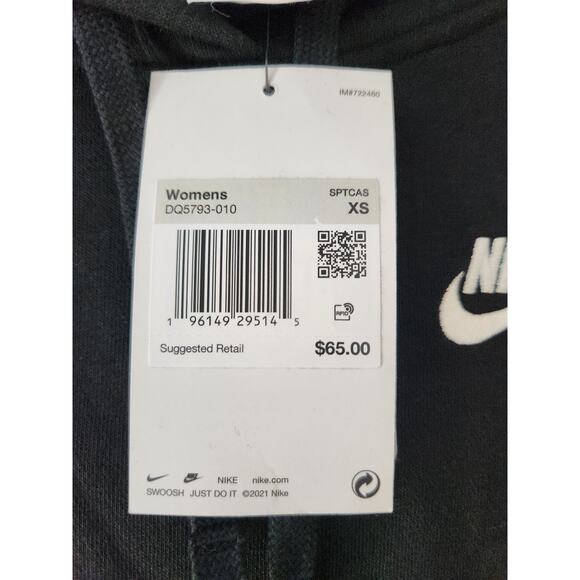 IM#722460
Womens SPTCAS
DQ5793-010 XS
1 96149 29514 5
RFID
Suggested Retail $65.00
NIKE nike.com
SWOOSH JUST DO IT ©2021 Nike